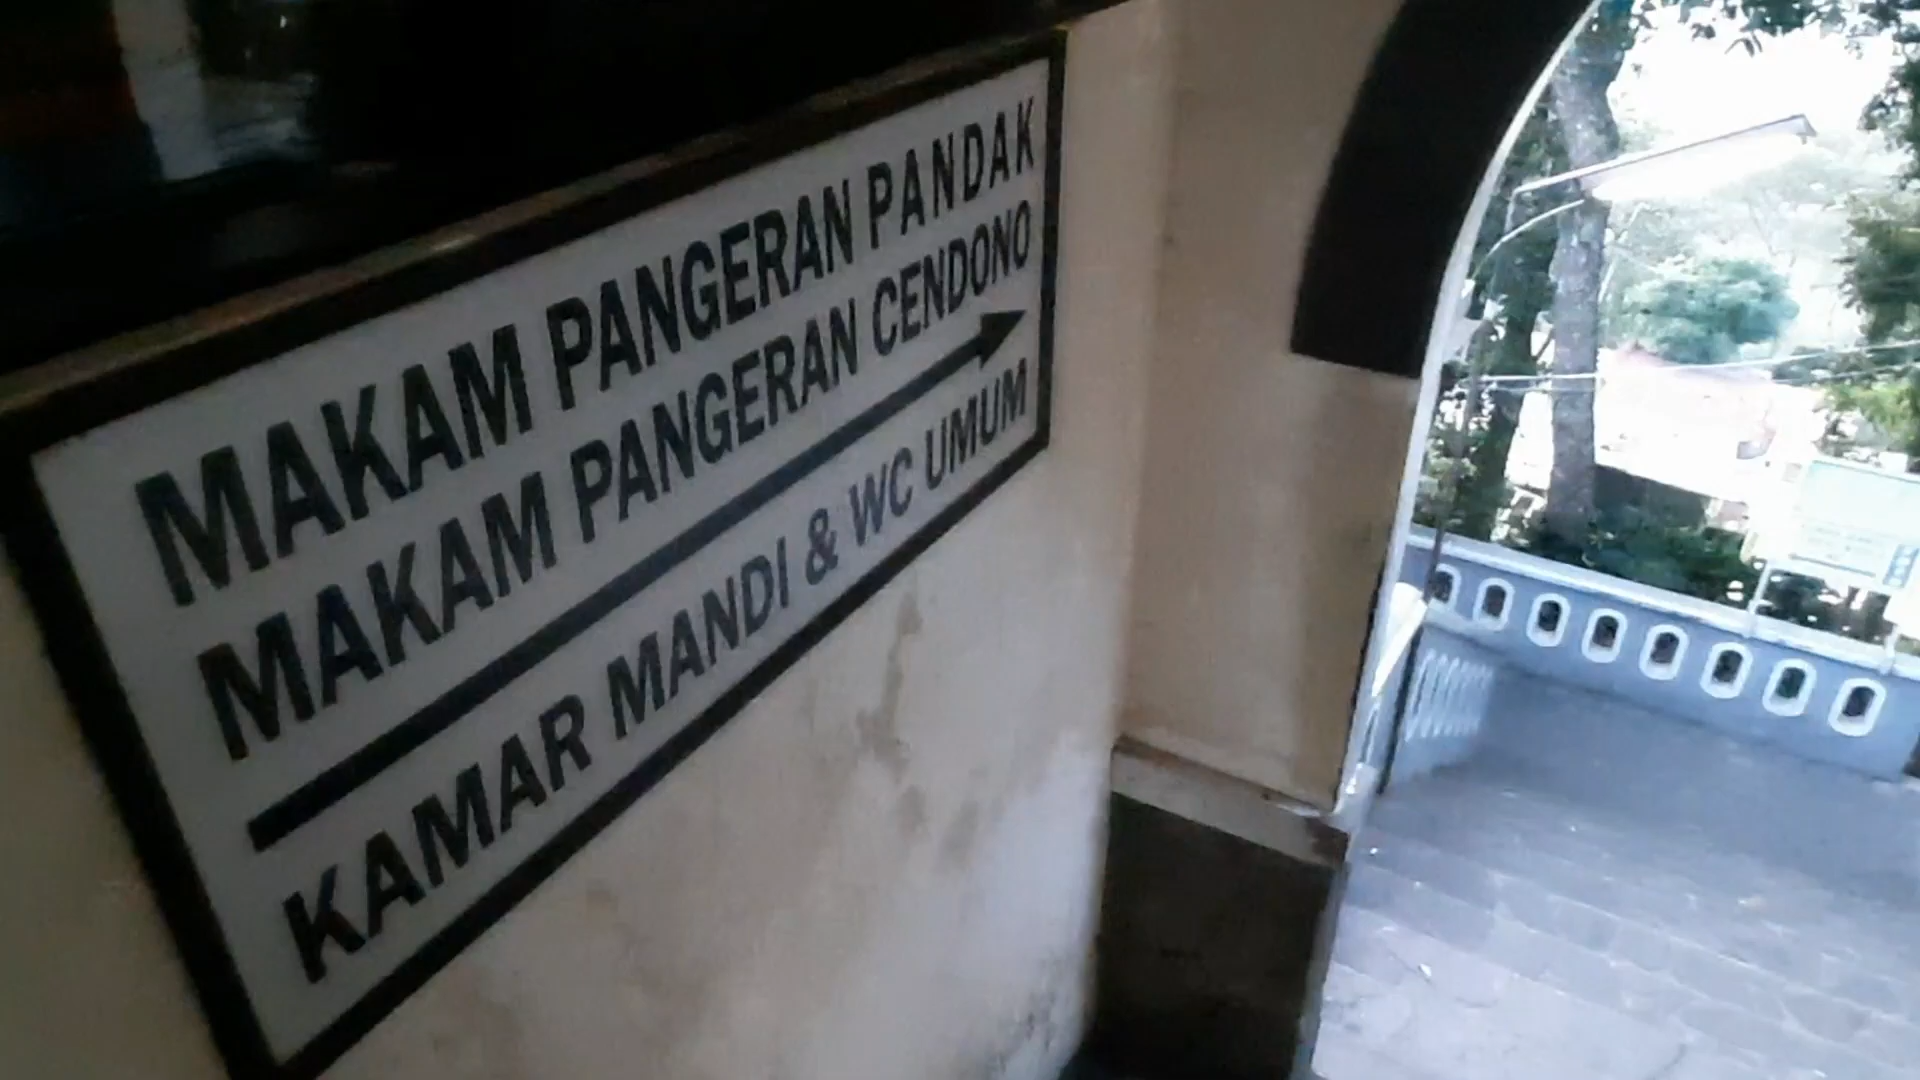 MAKAM PANGERAN PANDAK
MAKAM PANGERAN CENDONO
KAMAR MANDI & WC UMUM